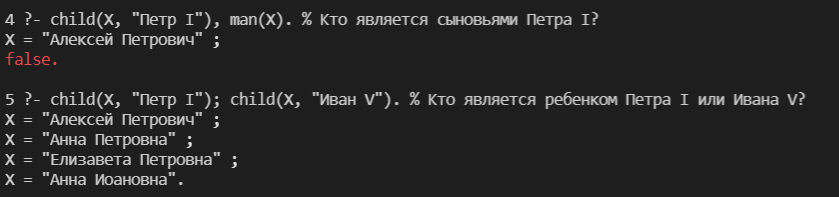 4 ?- child(X, "Петр I"), man(X). % Кто является сыновьями Петра I?
X = "Алексей Петрович" ;
false.
5 ?- child(X, "Петр I"); child(X, "Иван V"). % Кто является ребенком Петра I или Ивана V?
X = "Алексей Петрович" ;
X = "Анна Петровна" ;
X = "Елизавета Петровна" ;
X = "Анна Иоановна".